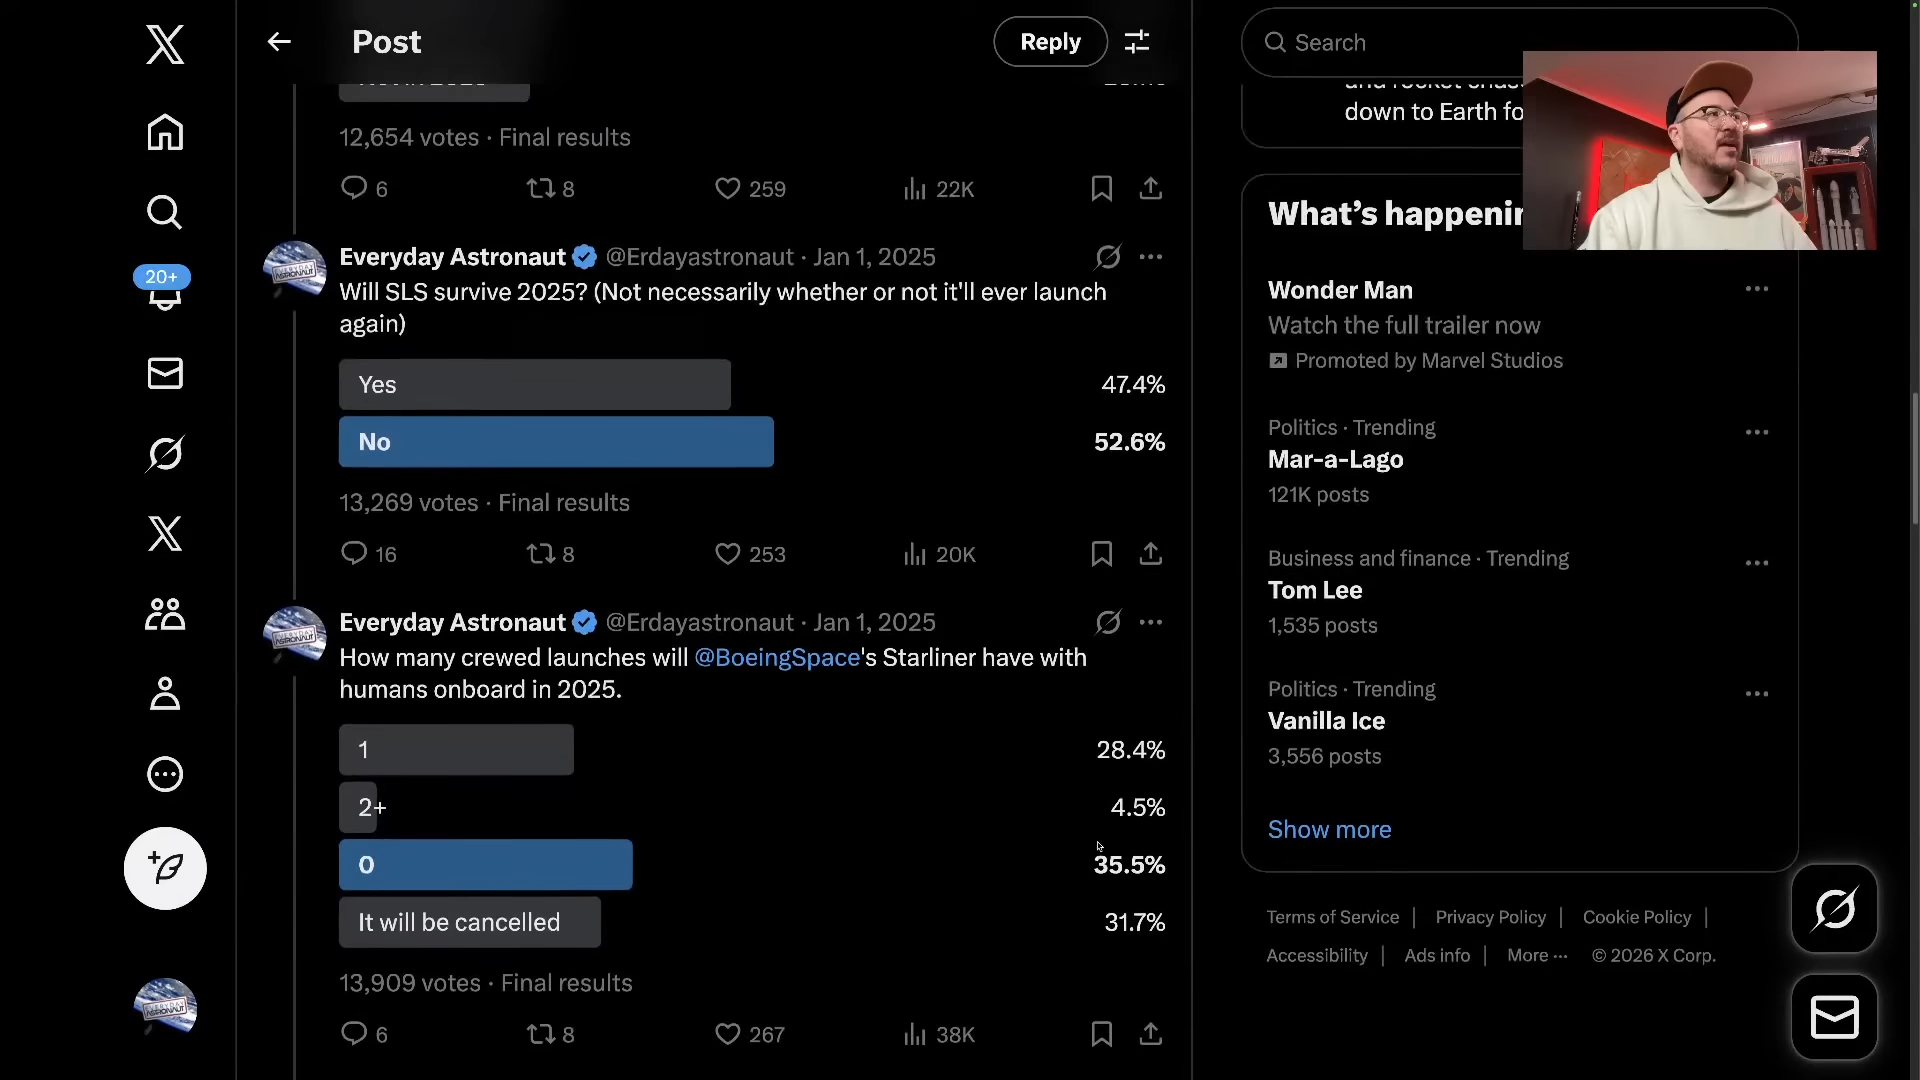 Post
Reply
Search
12,654 votes · Final results
6
8
259
22K
Everyday Astronaut @Erdayastronaut · Jan 1, 2025
Will SLS survive 2025? (Not necessarily whether or not it'll ever launch
again)
Yes 47.4%
No 52.6%
13,269 votes · Final results
16
8
253
20K
Everyday Astronaut @Erdayastronaut · Jan 1, 2025
How many crewed launches will @BoeingSpace's Starliner have with
humans onboard in 2025.
1 28.4%
2+ 4.5%
0 35.5%
It will be cancelled 31.7%
13,909 votes · Final results
6
8
267
38K
20+
down to Earth fo
What's happenin
Wonder Man
Watch the full trailer now
Promoted by Marvel Studios
Politics · Trending
Mar-a-Lago
121K posts
Business and finance · Trending
Tom Lee
1,535 posts
Politics · Trending
Vanilla Ice
3,556 posts
Show more
Terms of Service | Privacy Policy | Cookie Policy |
Accessibility | Ads info | More ··· © 2026 X Corp.